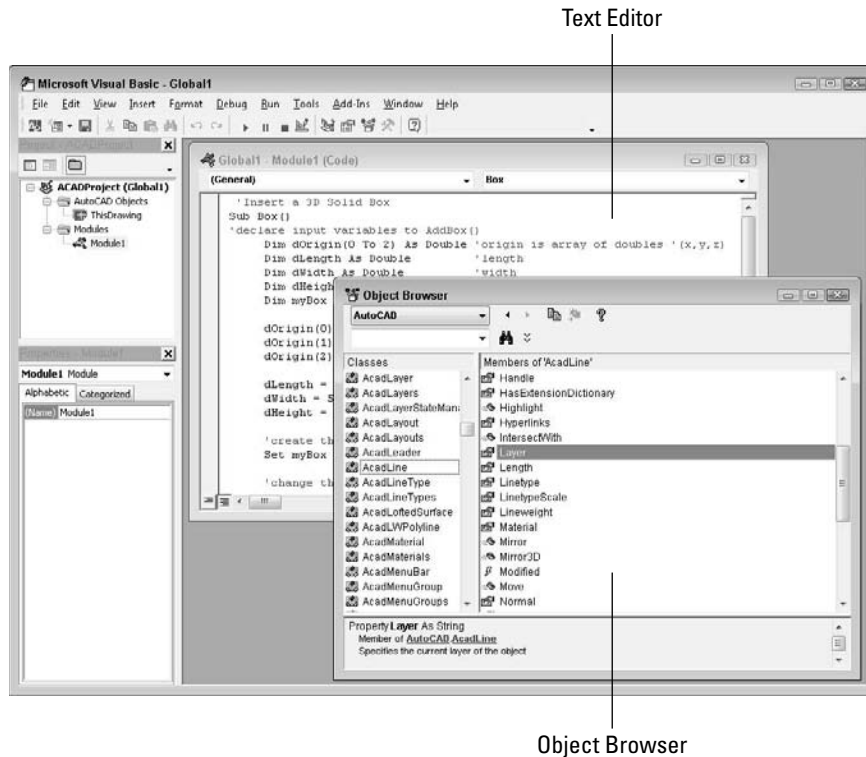 Text Editor
Microsoft Visual Basic - Global1
File Edit View Insert Format Debug Run Tools Add-Ins Window Help
Project - ACADProject
ACADProject (Global1)
AutoCAD Objects
ThisDrawing
Modules
Module1
Properties - Module1
Module1 Module
Alphabetic Categorized
(Name) Module1
Global1 - Module1 (Code)
(General) Box
'Insert a 3D Solid Box
Sub Box()
'declare input variables to AddBox()
Dim dOrigin(0 To 2) As Double 'origin is array of doubles '(x,y,z)
Dim dLength As Double 'length
Dim dWidth As Double 'width
Dim dHeigh
Dim myBox
dOrigin(0)
dOrigin(1)
dOrigin(2)
dLength =
dWidth = 5
dHeight =
'create th
Set myBox
'change th
Object Browser
AutoCAD
Classes
AcadLayer
AcadLayers
AcadLayerStateMan
AcadLayout
AcadLayouts
AcadLeader
AcadLine
AcadLineType
AcadLineTypes
AcadLoftedSurface
AcadLWPolyline
AcadMaterial
AcadMaterials
AcadMenuBar
AcadMenuGroup
AcadMenuGroups
Members of 'AcadLine'
Handle
HasExtensionDictionary
Highlight
Hyperlinks
IntersectWith
Layer
Length
Linetype
LinetypeScale
Lineweight
Material
Mirror
Mirror3D
Modified
Move
Normal
Property Layer As String
Member of AutoCAD.AcadLine
Specifies the current layer of the object
Object Browser